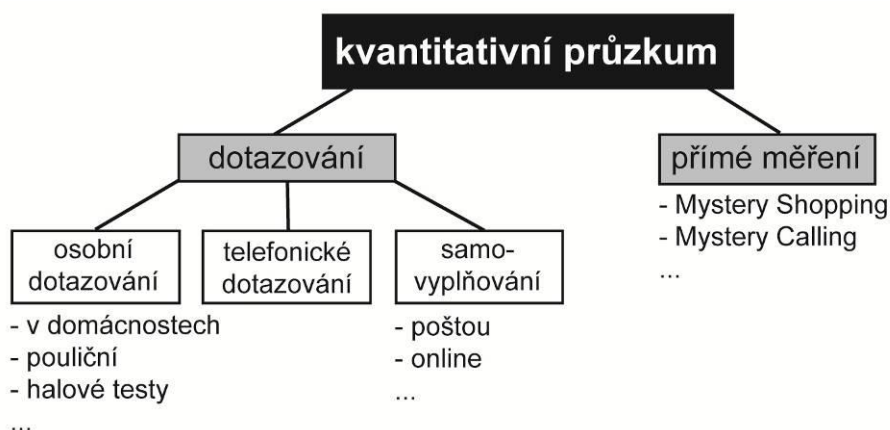 kvantitativní průzkum
dotazování
přímé měření
- Mystery Shopping
- Mystery Calling
...
osobní
dotazování
- v domácnostech
- pouliční
- halové testy
...
telefonické
dotazování
samo-
vyplňování
- poštou
- online
...